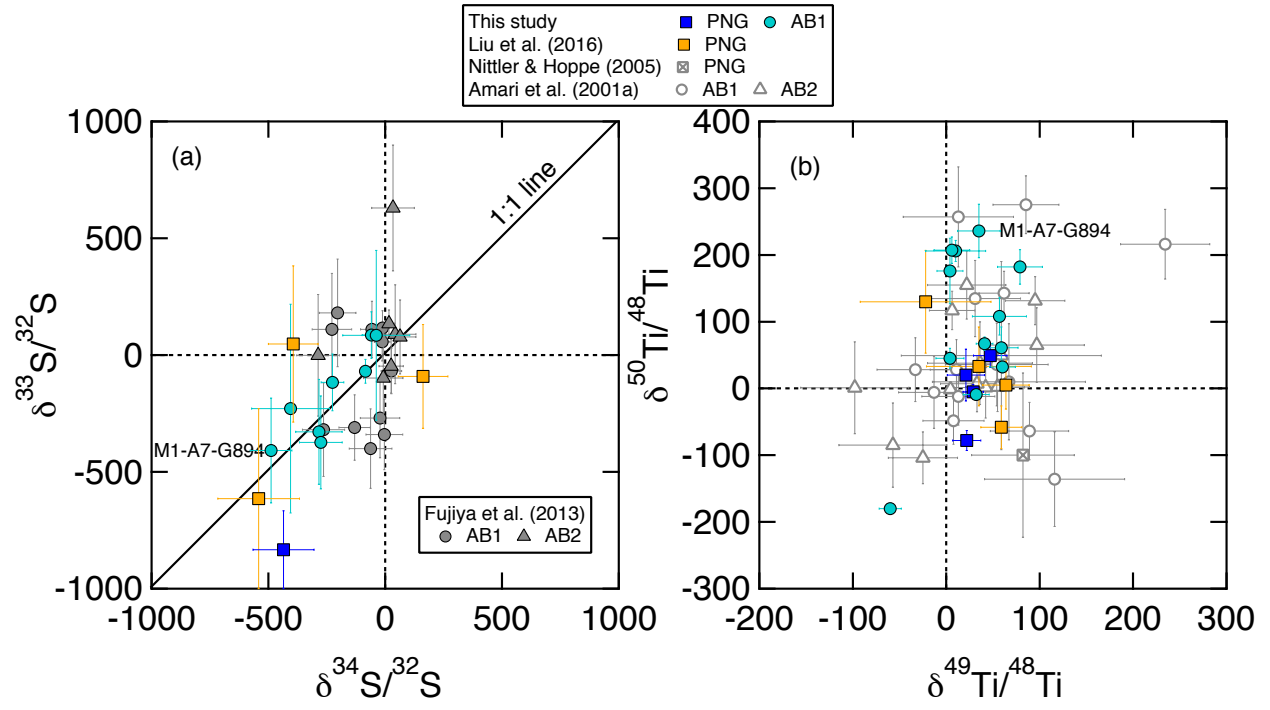 This study PNG AB1
Liu et al. (2016) PNG
Nittler & Hoppe (2005) PNG
Amari et al. (2001a) AB1 AB2
(a)
1:1 line
M1-A7-G894
Fujiya et al. (2013)
AB1 AB2
1000
500
0
-500
-1000
δ³³S/³²S
-1000 -500 0 500 1000
δ³⁴S/³²S
(b)
M1-A7-G894
400
300
200
100
0
-100
-200
-300
δ⁵⁰Ti/⁴⁸Ti
-200 -100 0 100 200 300
δ⁴⁹Ti/⁴⁸Ti